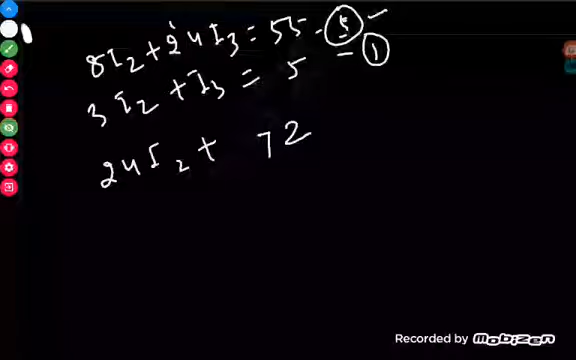 8I₂ + 24I₃ = 55 - ⑤ -
3I₂ + I₃ = 5 - ①
24I₂ + 72
Recorded by mobizen